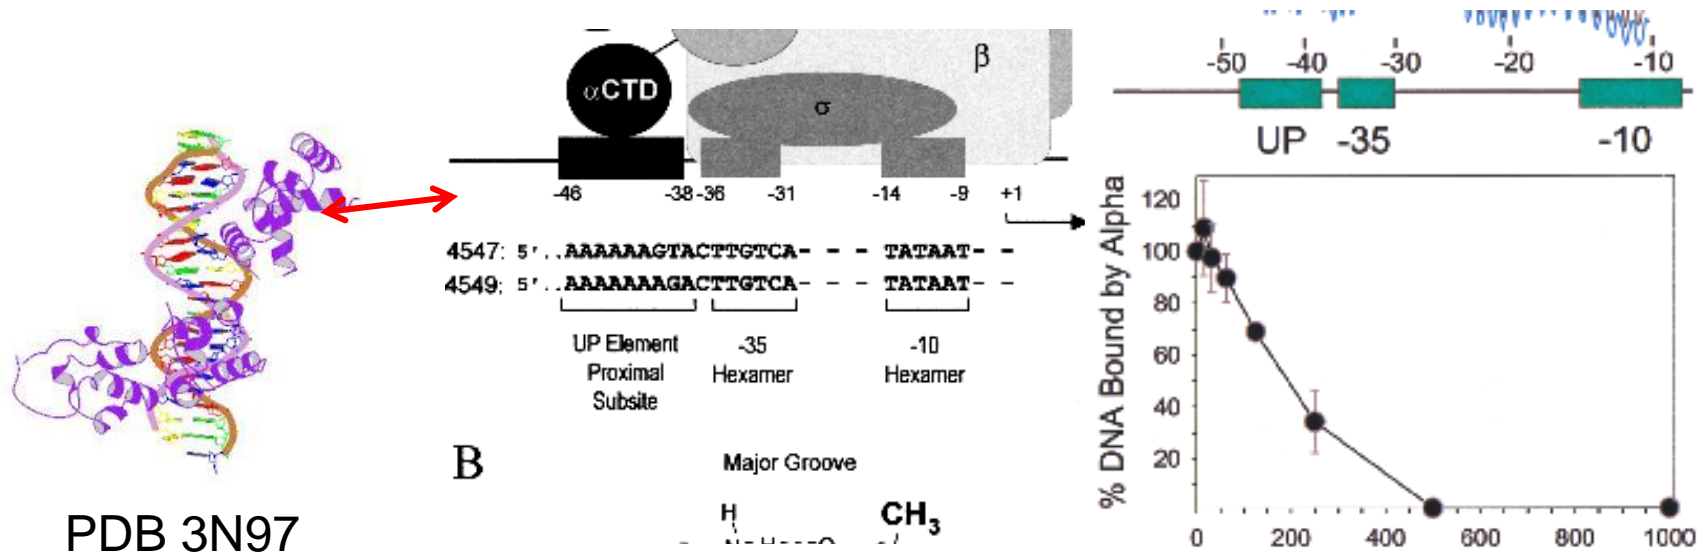 PDB 3N97
αCTD
σ
β
-46 -38 -36 -31 -14 -9 +1
4547: 5'..AAAAAAGTACTTGTCA- - - - TATAAT- -
4549: 5'..AAAAAAAGACTTGTCA- - - - TATAAT- -
UP Element
Proximal
Subsite
-35
Hexamer
-10
Hexamer
B
Major Groove
H
CH3
-50 -40 -30 -20 -10
UP -35 -10
% DNA Bound by Alpha
120
100
80
60
40
20
0 200 400 600 800 1000